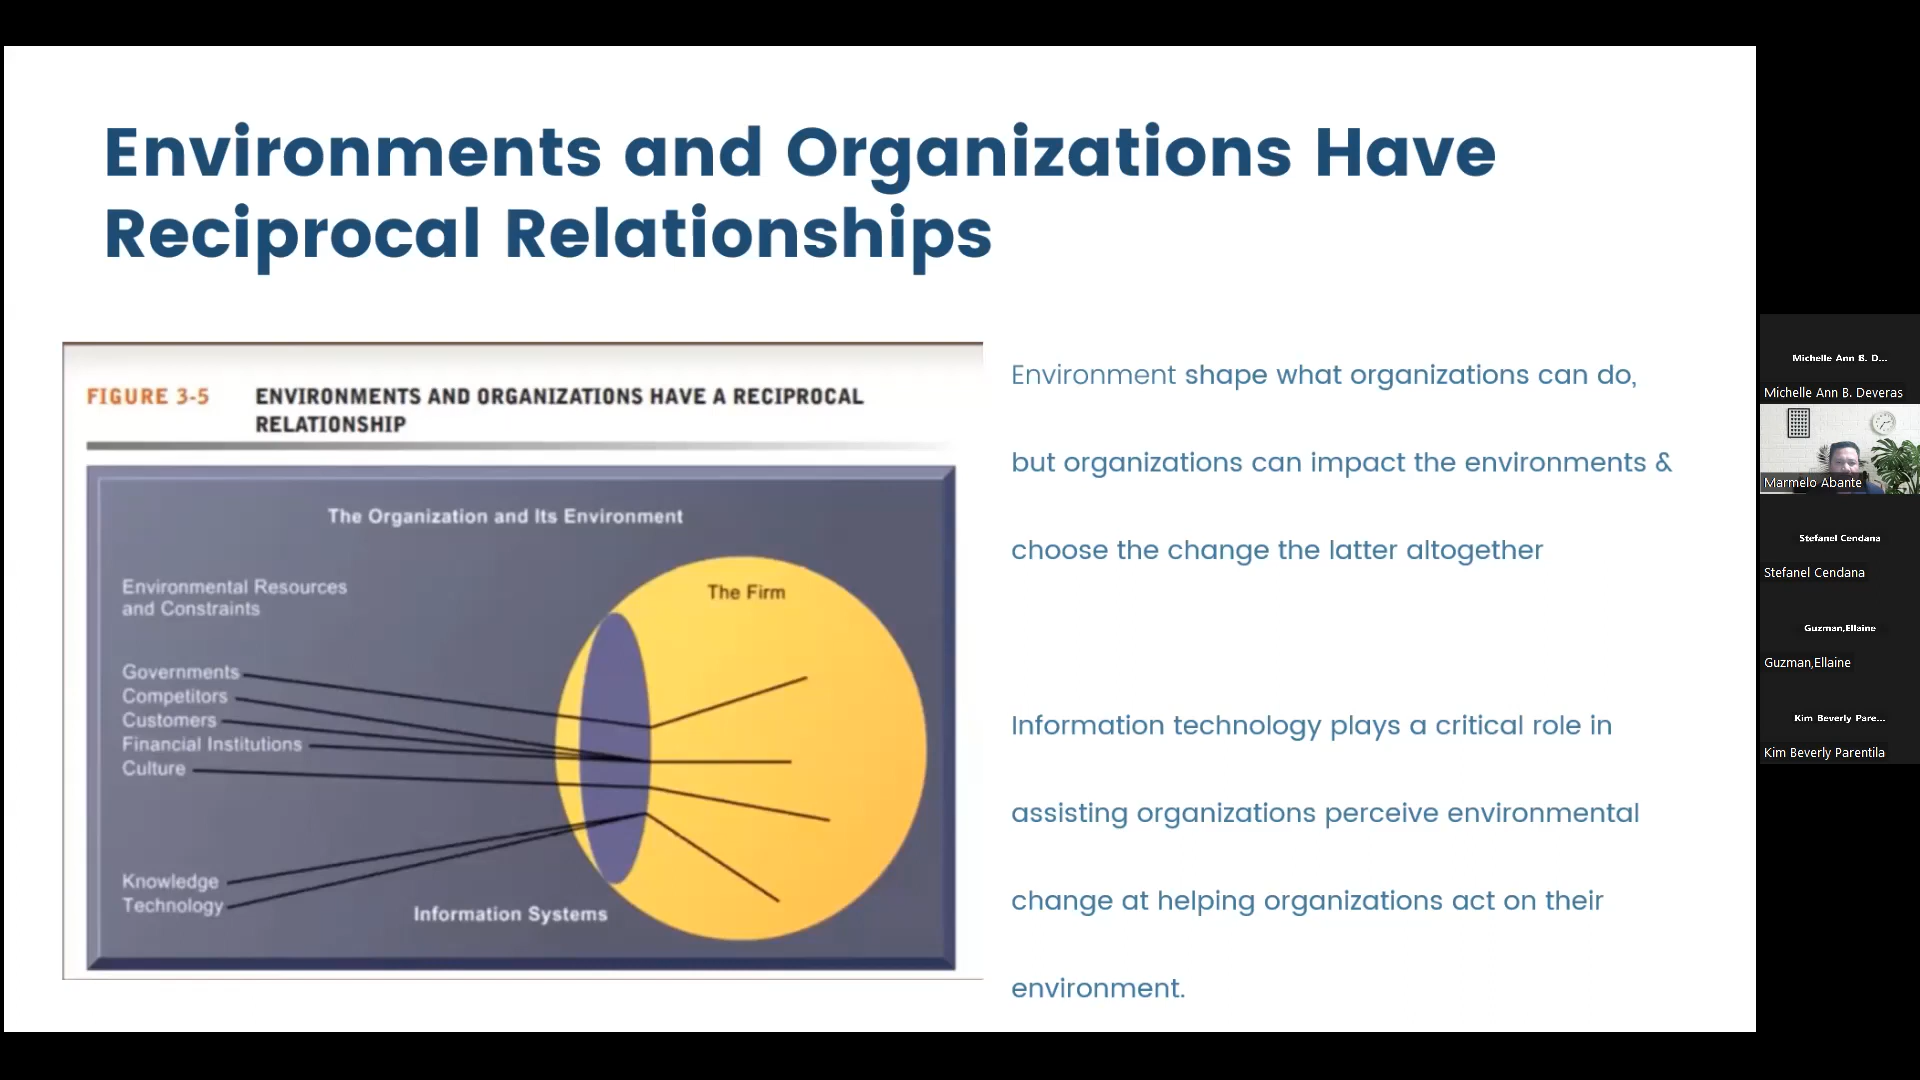 Environments and Organizations Have
Reciprocal Relationships
FIGURE 3-5
ENVIRONMENTS AND ORGANIZATIONS HAVE A RECIPROCAL
RELATIONSHIP
The Organization and Its Environment
Environmental Resources
and Constraints
The Firm
Governments
Competitors
Customers
Financial Institutions
Culture
Knowledge
Technology
Information Systems
Environment shape what organizations can do,
but organizations can impact the environments &
choose the change the latter altogether
Information technology plays a critical role in
assisting organizations perceive environmental
change at helping organizations act on their
environment.
Michelle Ann B. D...
Michelle Ann B. Deveras
Marmelo Abante
Stefanel Cendana
Stefanel Cendana
Guzman,Ellaine
Guzman,Ellaine
Kim Beverly Pare...
Kim Beverly Parentila